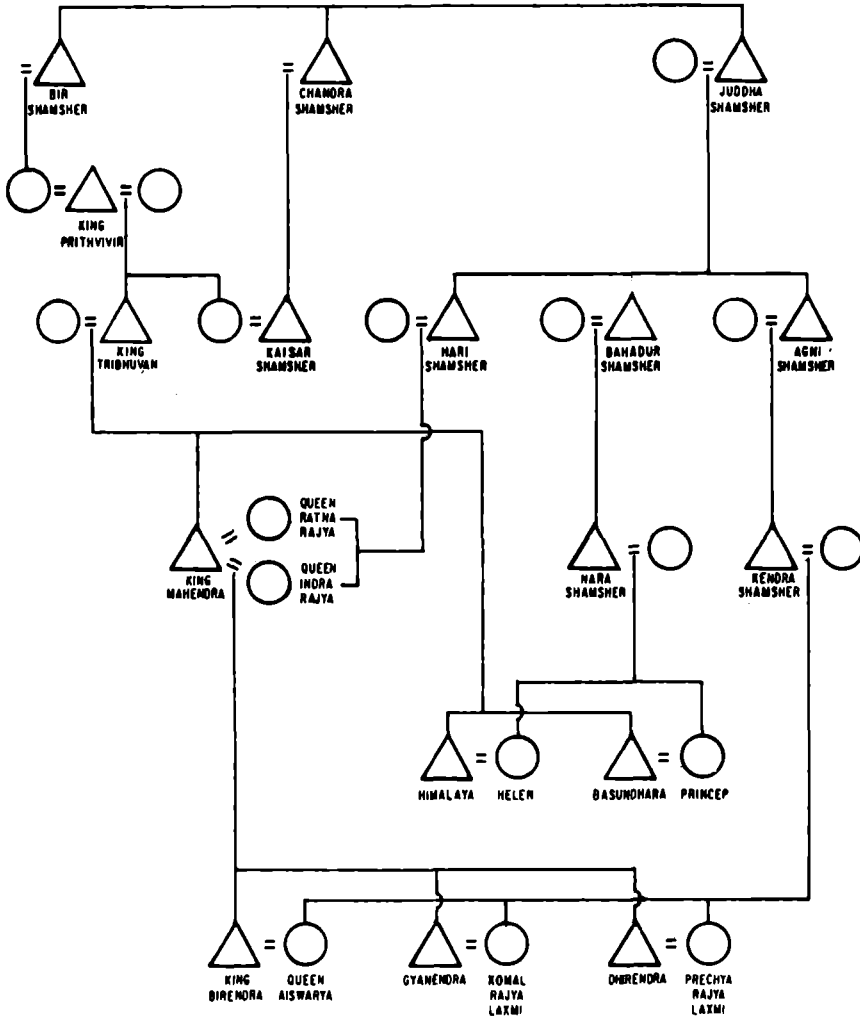 BIR
SHAMSHER
CHANDRA
SHAMSHER
JUDDHA
SHAMSHER
KING
PRITHVIVIR
KING
TRIBHUVAN
KAISAR
SHAMSHER
HARI
SHAMSHER
BAHADUR
SHAMSHER
AGNI
SHAMSHER
KING
MAHENDRA
QUEEN
RATNA
RAJYA
QUEEN
INDRA
RAJYA
NARA
SHAMSHER
KENDRA
SHAMSHER
HIMALAYA
HELEN
BASUNDHARA
PRINCEP
KING
BIRENDRA
QUEEN
AISWARYA
GYANENDRA
KOMAL
RAJYA
LAXMI
DHIRENDRA
PRECHYA
RAJYA
LAXMI